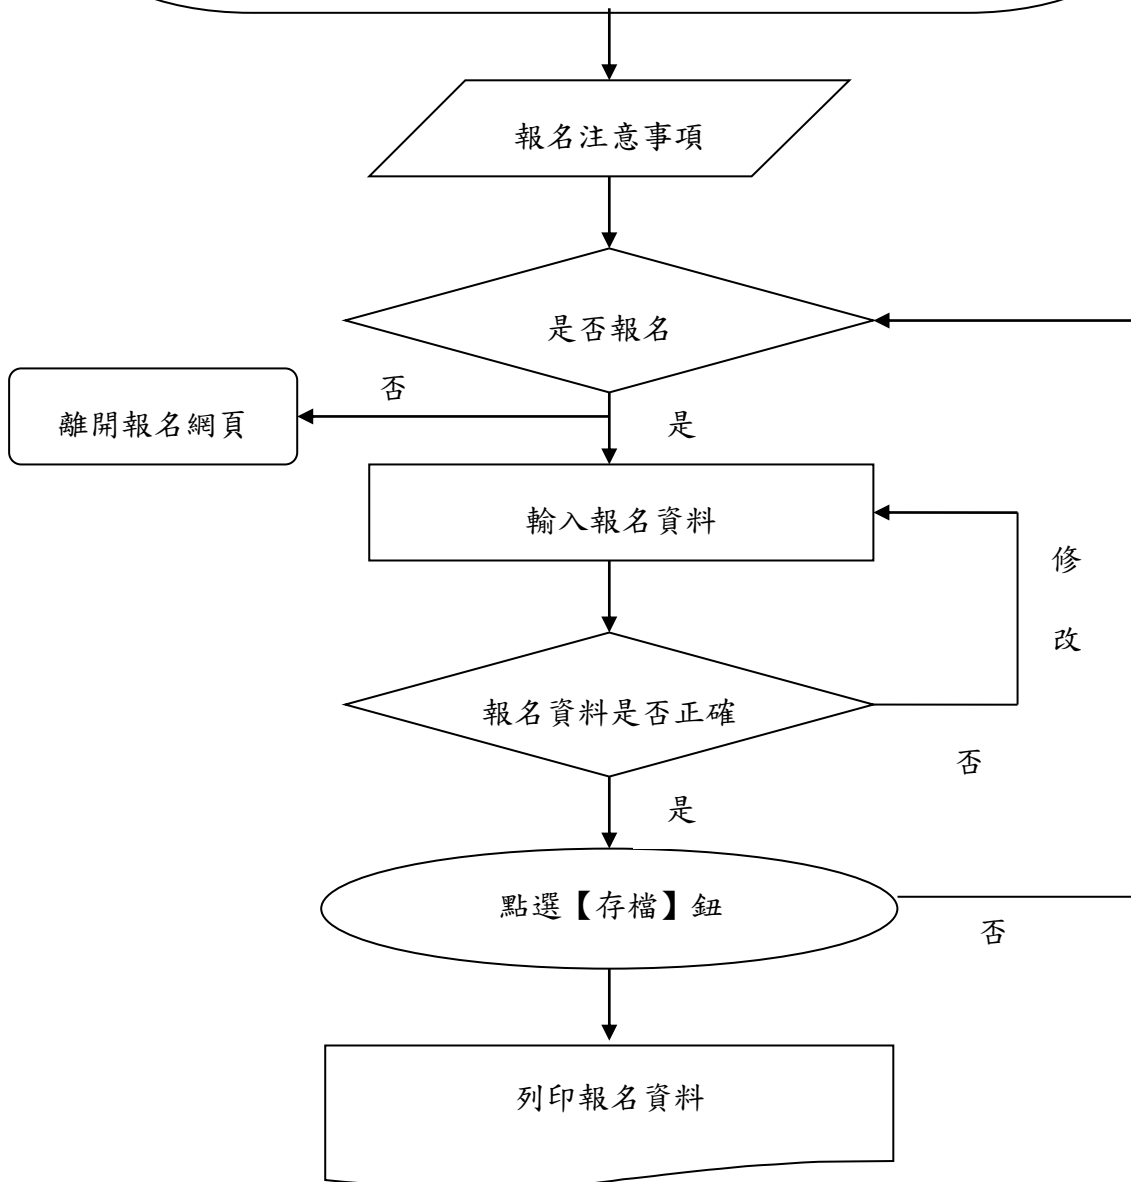 報名注意事項
是否報名
否
離開報名網頁
是
輸入報名資料
修
改
報名資料是否正確
否
是
點選【存檔】鈕
否
列印報名資料